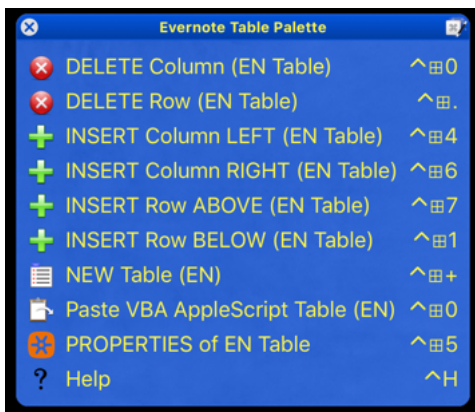 Evernote Table Palette
DELETE Column (EN Table) ^⊞0
DELETE Row (EN Table) ^⊞.
INSERT Column LEFT (EN Table) ^⊞4
INSERT Column RIGHT (EN Table) ^⊞6
INSERT Row ABOVE (EN Table) ^⊞7
INSERT Row BELOW (EN Table) ^⊞1
NEW Table (EN) ^⊞+
Paste VBA AppleScript Table (EN) ^⊞0
PROPERTIES of EN Table ^⊞5
? Help ^H